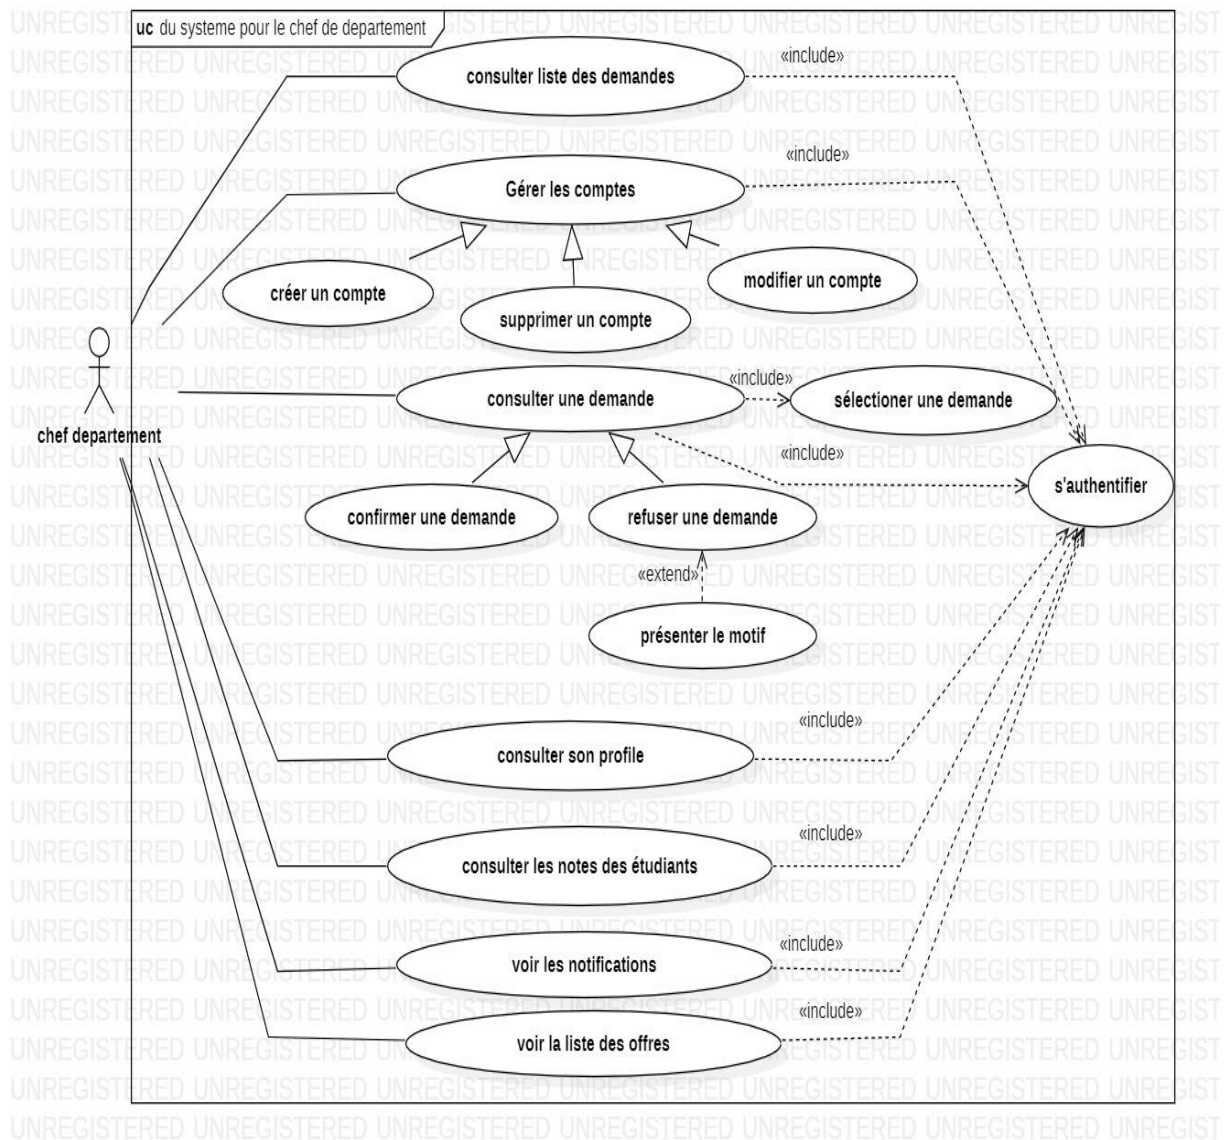 uc du systeme pour le chef de departement
consulter liste des demandes
«include»
Gérer les comptes
«include»
créer un compte
supprimer un compte
modifier un compte
chef departement
consulter une demande
«include»
sélectioner une demande
«include»
s'authentifier
confirmer une demande
refuser une demande
«extend»
présenter le motif
consulter son profile
«include»
consulter les notes des étudiants
«include»
voir les notifications
«include»
voir la liste des offres
«include»
UNREGISTERED